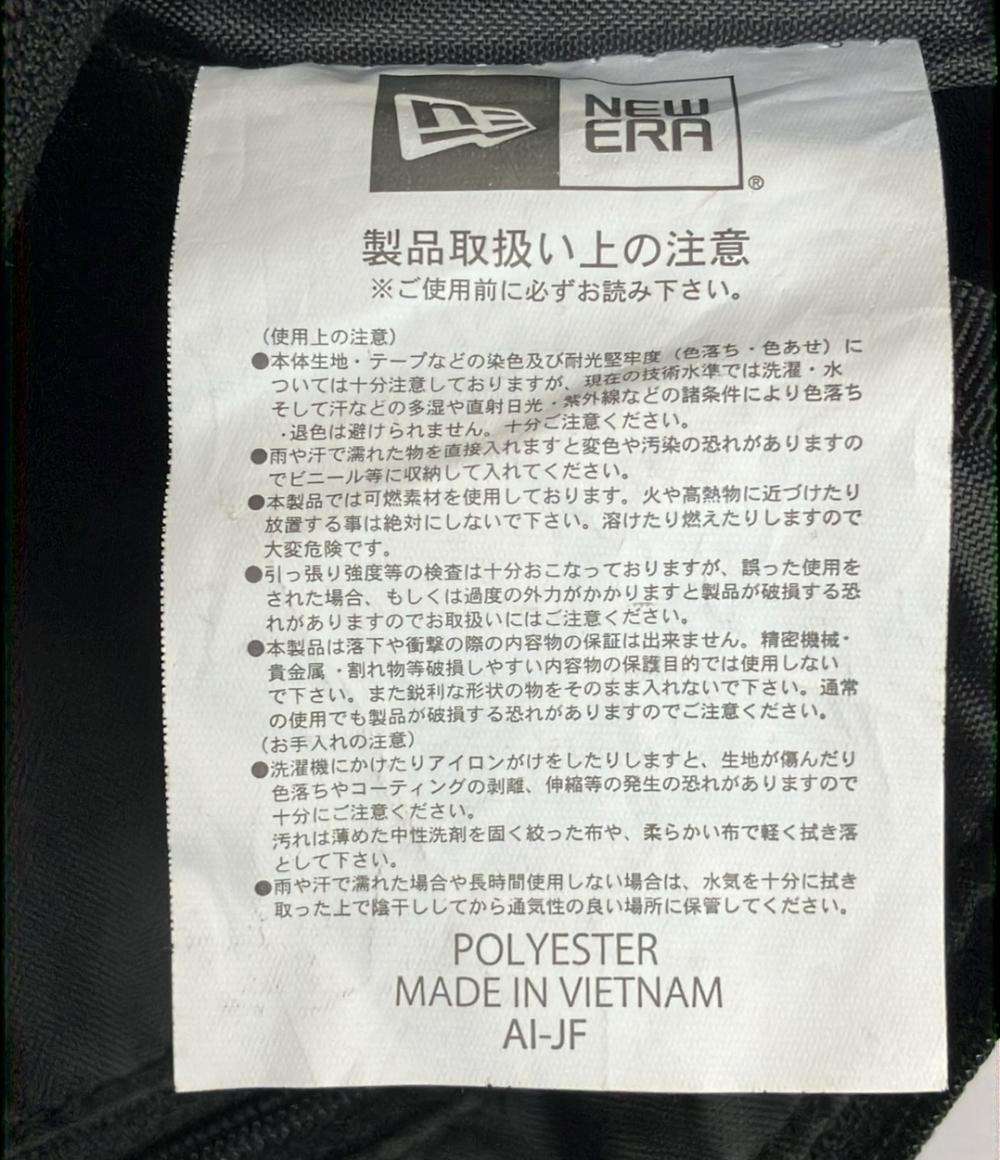 NE
NEW
ERA
®
製品取扱い上の注意
※ご使用前に必ずお読み下さい。
（使用上の注意）
●本体生地・テープなどの染色及び耐光堅牢度（色落ち・色あせ）に
ついては十分注意しておりますが、現在の技術水準では洗濯・水
そして汗などの多湿や直射日光・紫外線などの諸条件により色落ち
・退色は避けられません。十分ご注意ください。
●雨や汗で濡れた物を直接入れますと変色や汚染の恐れがありますの
でビニール等に収納して入れてください。
●本製品では可燃素材を使用しております。火や高熱物に近づけたり
放置する事は絶対にしないで下さい。溶けたり燃えたりしますので
大変危険です。
●引っ張り強度等の検査は十分おこなっておりますが、誤った使用を
された場合、もしくは過度の外力がかかりますと製品が破損する恐
れがありますのでお取扱いにはご注意ください。
●本製品は落下や衝撃の際の内容物の保証は出来ません。精密機械・
貴金属・割れ物等破損しやすい内容物の保護目的では使用しない
で下さい。また鋭利な形状の物をそのまま入れないで下さい。通常
の使用でも製品が破損する恐れがありますのでご注意ください。
（お手入れの注意）
●洗濯機にかけたりアイロンがけをしたりしますと、生地が傷んだり
色落ちやコーティングの剥離、伸縮等の発生の恐れがありますので
十分にご注意ください。
汚れは薄めた中性洗剤を固く絞った布や、柔らかい布で軽く拭き落
として下さい。
●雨や汗で濡れた場合や長時間使用しない場合は、水気を十分に拭き
取った上で陰干ししてから通気性の良い場所に保管してください。
POLYESTER
MADE IN VIETNAM
AI-JF